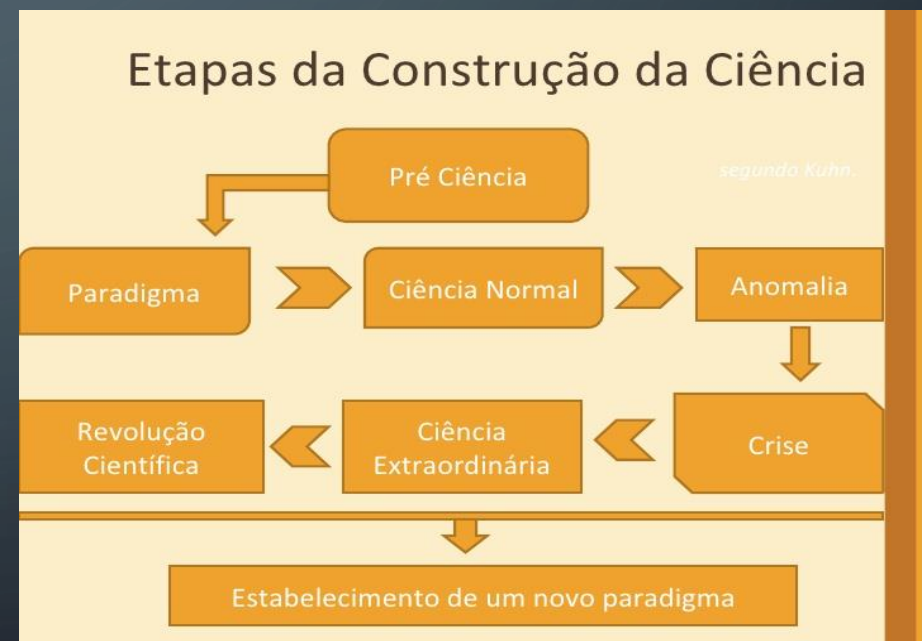 Etapas da Construção da Ciência
Pré Ciência
segundo Kuhn.
Paradigma
Ciência Normal
Anomalia
Revolução
Científica
Ciência
Extraordinária
Crise
Estabelecimento de um novo paradigma